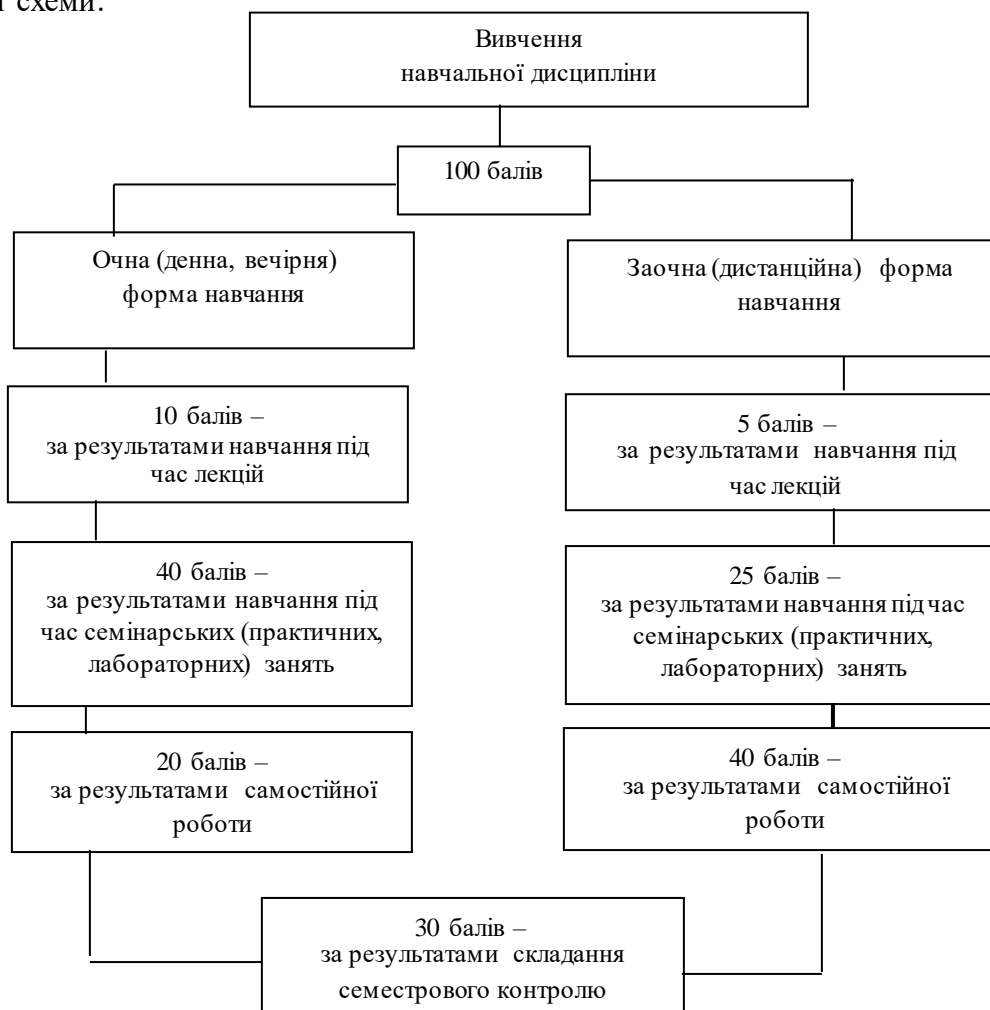 схеми.
Вивчення
навчальної дисципліни
100 балів
Очна (денна, вечірня)
форма навчання
Заочна (дистанційна) форма
навчання
10 балів –
за результатами навчання під
час лекцій
5 балів –
за результатами навчання під
час лекцій
40 балів –
за результатами навчання під
час семінарських (практичних,
лабораторних) занять
25 балів –
за результатами навчання під час
семінарських (практичних,
лабораторних) занять
20 балів –
за результатами самостійної
роботи
40 балів –
за результатами самостійної
роботи
30 балів –
за результатами складання
семестрового контролю